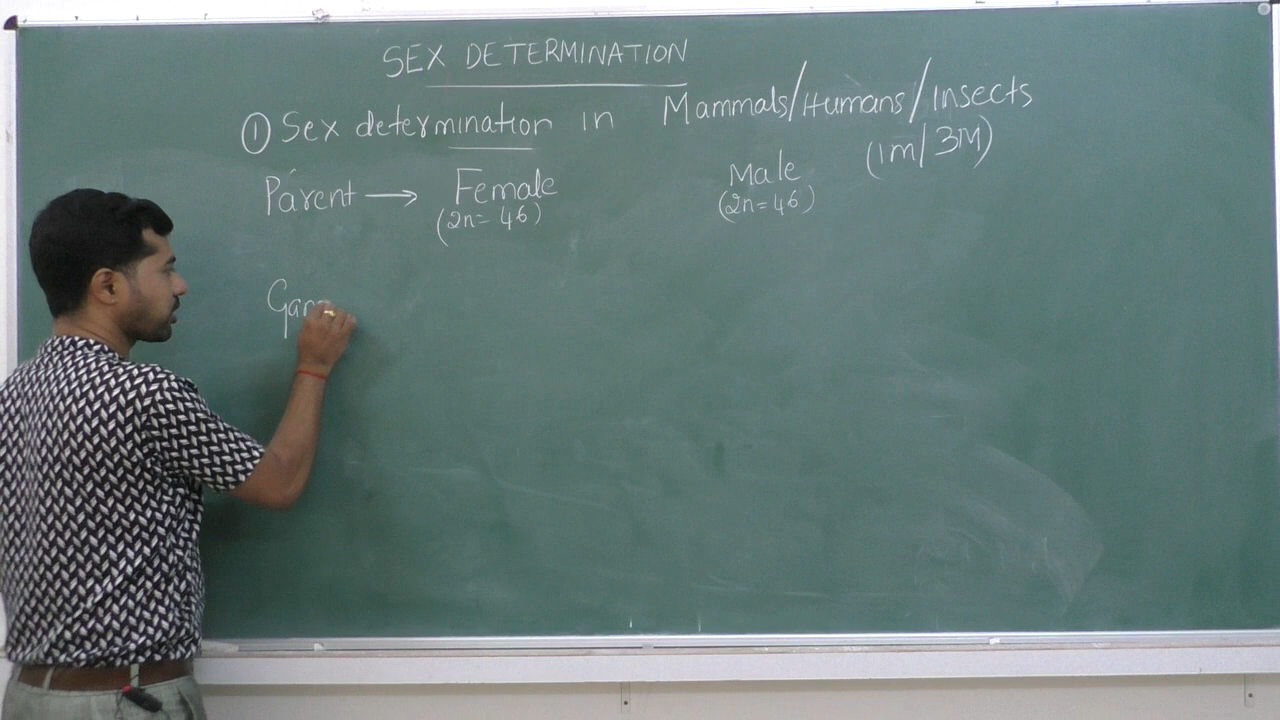 SEX DETERMINATION
① Sex determination in Mammals/Humans/Insects
(1M/3M)
Parent → Female Male
(2n=46) (2n=46)